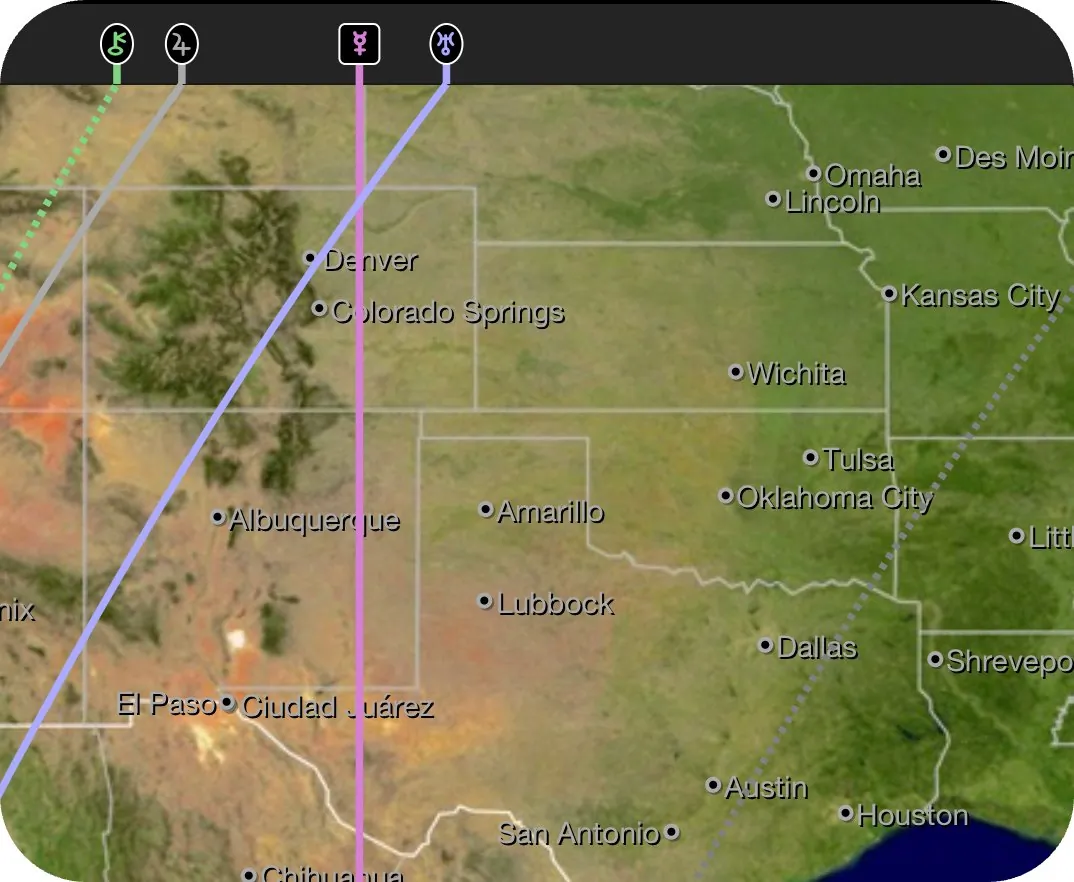 Des Moin
Omaha
Lincoln
Denver
Kansas City
Colorado Springs
Wichita
Tulsa
Oklahoma City
Albuquerque
Amarillo
Littl
Lubbock
nix
Dallas
Shrevepo
El Paso
Ciudad Juárez
Austin
Houston
San Antonio
Chihuahua